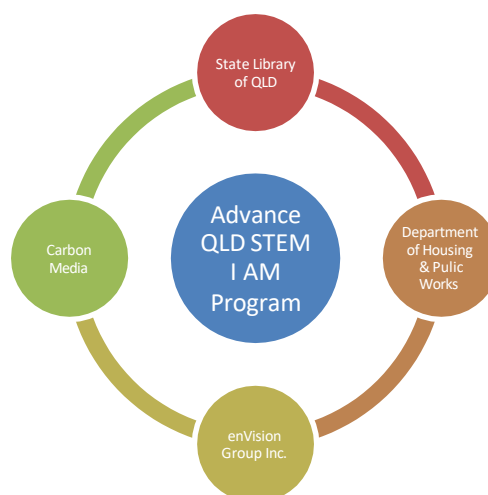 State Library
of QLD
Advance
QLD STEM
I AM
Program
Carbon
Media
Department
of Housing
& Pulic
Works
enVision
Group Inc.